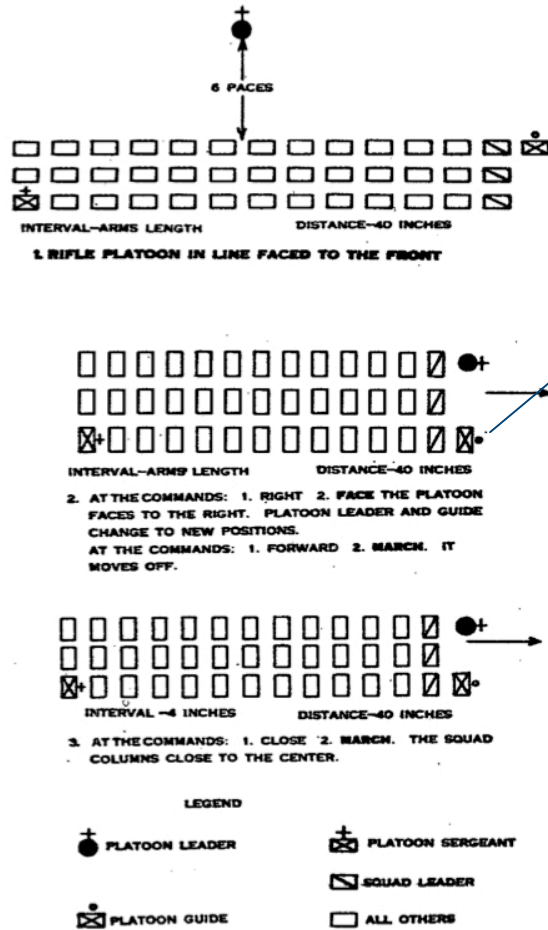 6 PACES
INTERVAL—ARMS LENGTH DISTANCE—40 INCHES
1. RIFLE PLATOON IN LINE FACED TO THE FRONT
INTERVAL—ARMS' LENGTH DISTANCE—40 INCHES
2. AT THE COMMANDS: 1. RIGHT 2. FACE THE PLATOON
FACES TO THE RIGHT. PLATOON LEADER AND GUIDE
CHANGE TO NEW POSITIONS.
AT THE COMMANDS: 1. FORWARD 2. MARCH. IT
MOVES OFF.
INTERVAL —4 INCHES DISTANCE—40 INCHES
3. AT THE COMMANDS: 1. CLOSE 2. MARCH. THE SQUAD
COLUMNS CLOSE TO THE CENTER.
LEGEND
PLATOON LEADER PLATOON SERGEANT
SQUAD LEADER
PLATOON GUIDE ALL OTHERS